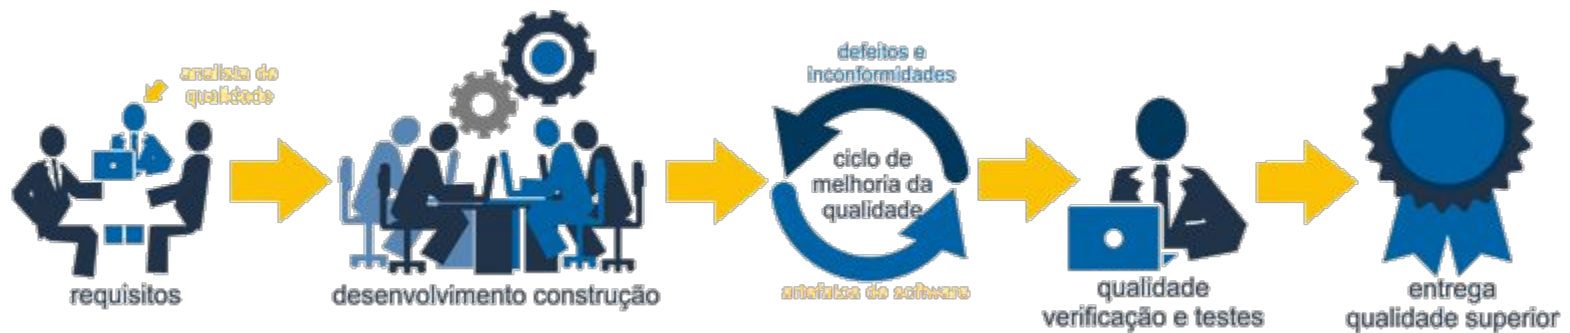 analista de
qualidade
requisitos
desenvolvimento construção
defeitos e
inconformidades
ciclo de
melhoria da
qualidade
artefatos de software
qualidade
verificação e testes
entrega
qualidade superior